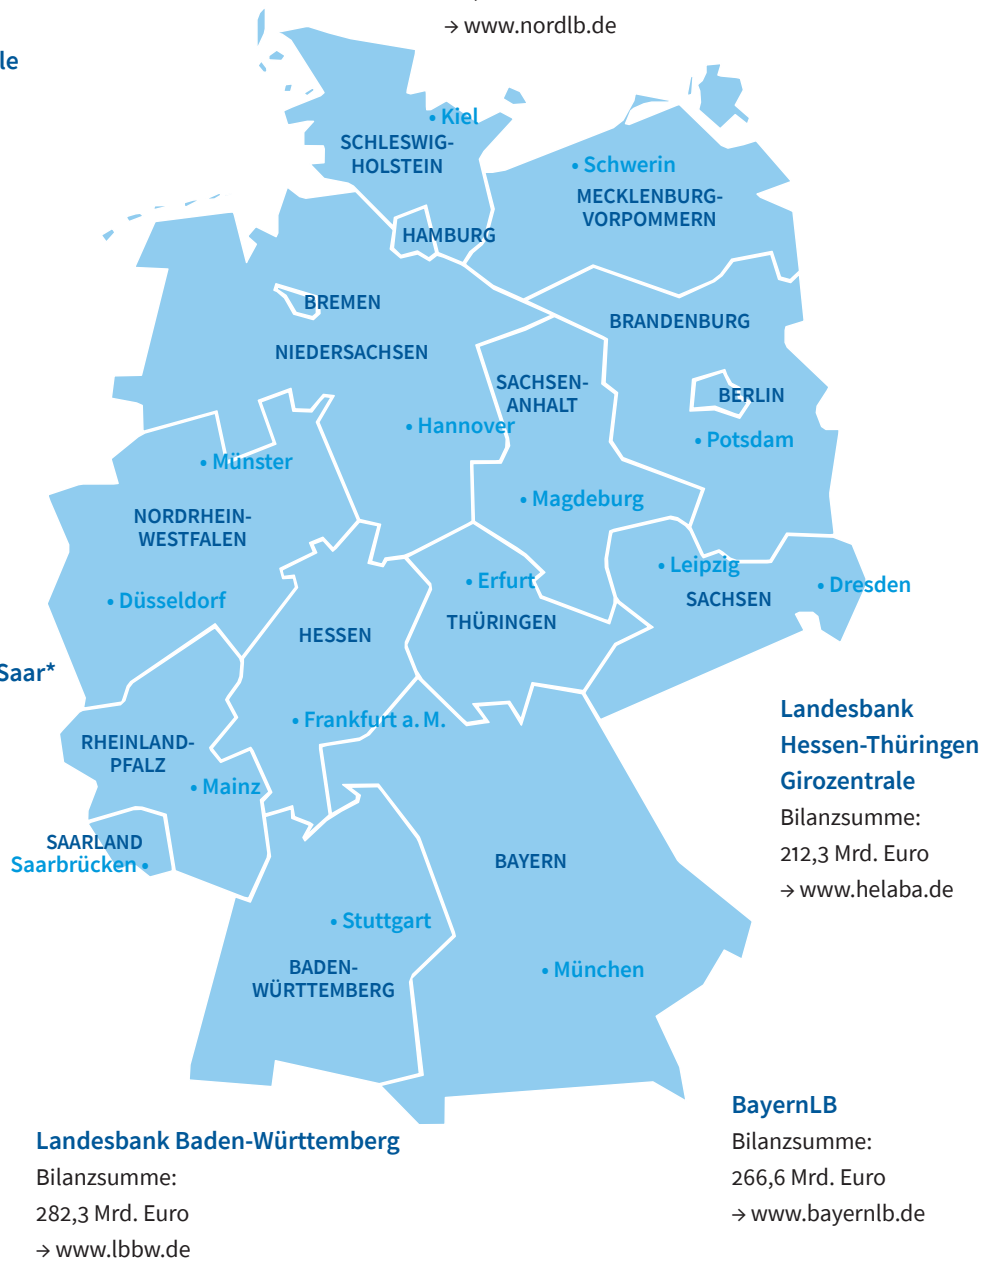 → www.nordlb.de
le
• Kiel
SCHLESWIG-
HOLSTEIN
• Schwerin
MECKLENBURG-
VORPOMMERN
HAMBURG
BREMEN
BRANDENBURG
NIEDERSACHSEN
SACHSEN-
ANHALT
BERLIN
• Hannover
• Potsdam
• Münster
• Magdeburg
NORDRHEIN-
WESTFALEN
• Leipzig
• Erfurt
• Dresden
• Düsseldorf
SACHSEN
THÜRINGEN
HESSEN
Saar*
• Frankfurt a. M.
RHEINLAND-
PFALZ
• Mainz
SAARLAND
Saarbrücken •
BAYERN
• Stuttgart
BADEN-
WÜRTTEMBERG
• München
Landesbank
Hessen-Thüringen
Girozentrale
Bilanzsumme:
212,3 Mrd. Euro
→ www.helaba.de
BayernLB
Bilanzsumme:
266,6 Mrd. Euro
→ www.bayernlb.de
Landesbank Baden-Württemberg
Bilanzsumme:
282,3 Mrd. Euro
→ www.lbbw.de